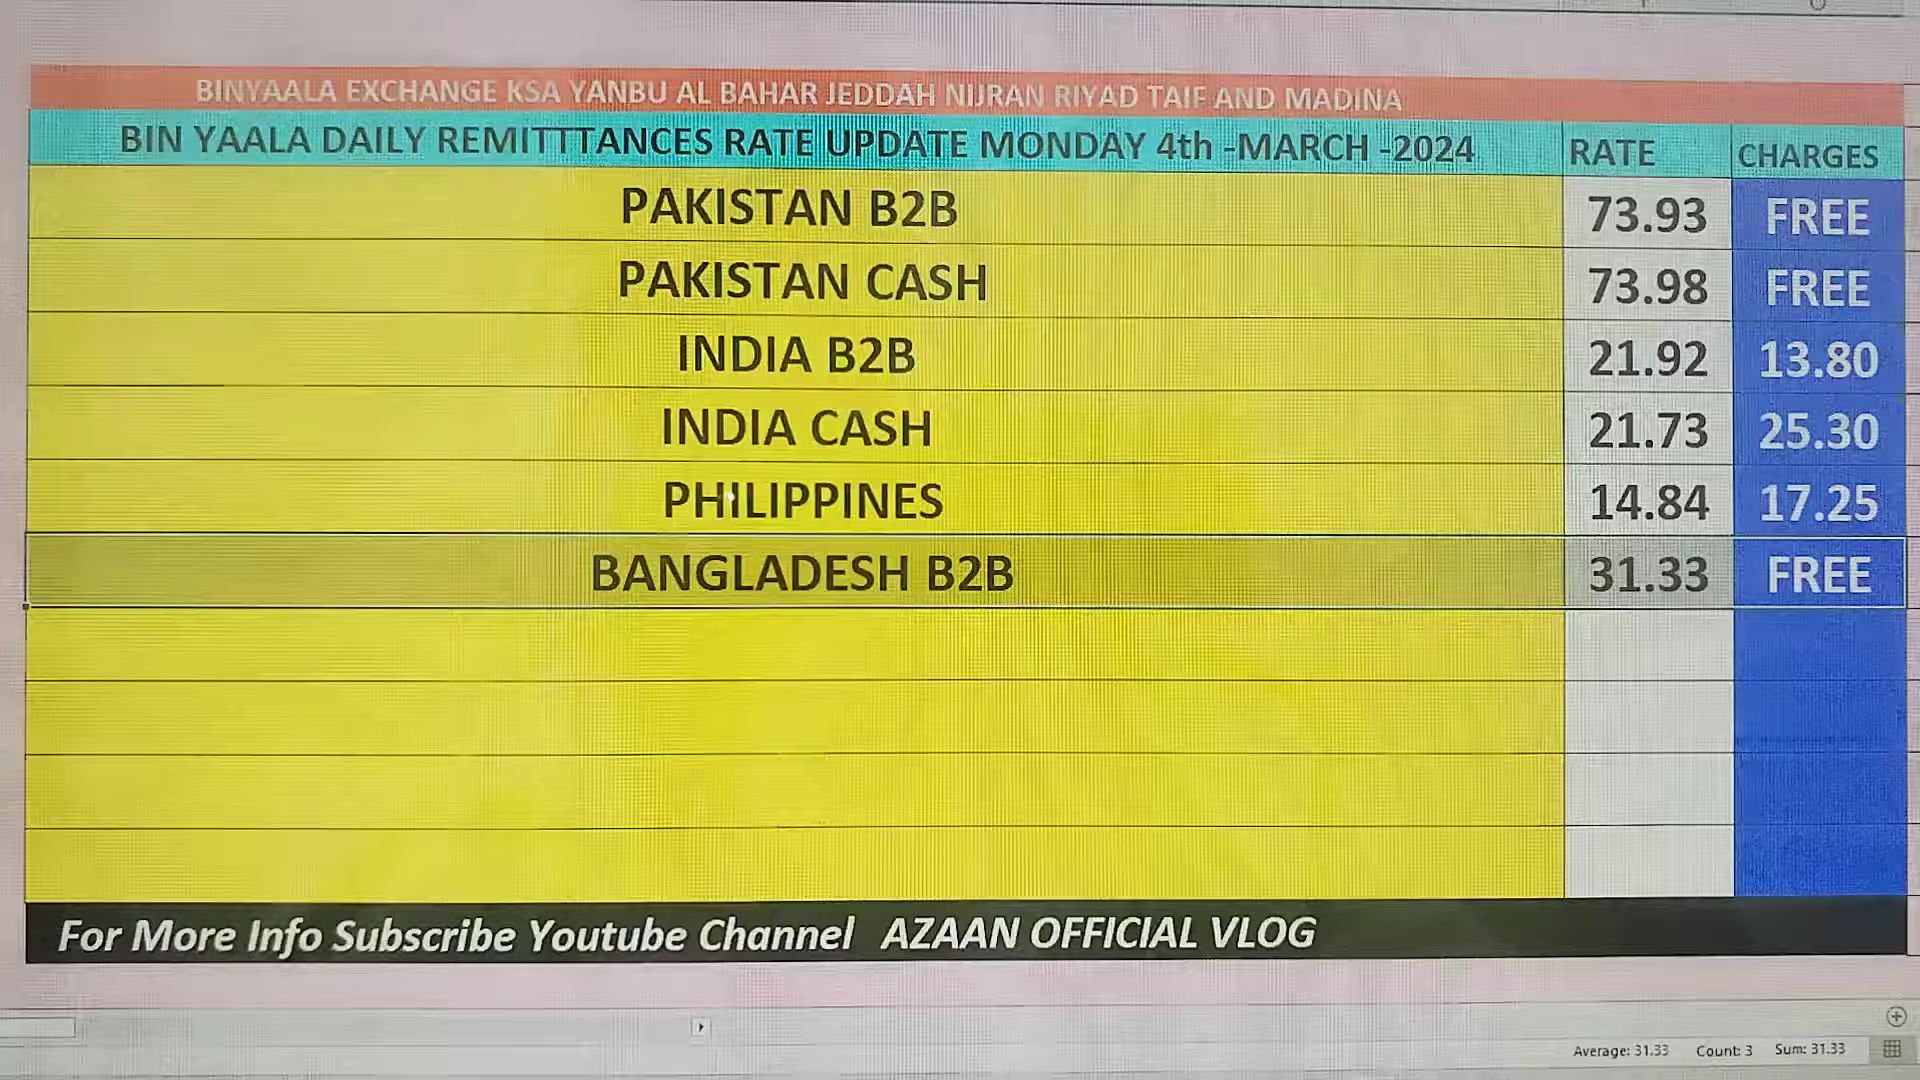 BINYAALA EXCHANGE KSA YANBU AL BAHAR JEDDAH NIJRAN RIYAD TAIF AND MADINA
BIN YAALA DAILY REMITTTANCES RATE UPDATE MONDAY 4th -MARCH -2024 RATE CHARGES
PAKISTAN B2B 73.93 FREE
PAKISTAN CASH 73.98 FREE
INDIA B2B 21.92 13.80
INDIA CASH 21.73 25.30
PHILIPPINES 14.84 17.25
BANGLADESH B2B 31.33 FREE
For More Info Subscribe Youtube Channel AZAAN OFFICIAL VLOG
Average: 31.33 Count: 3 Sum: 31.33